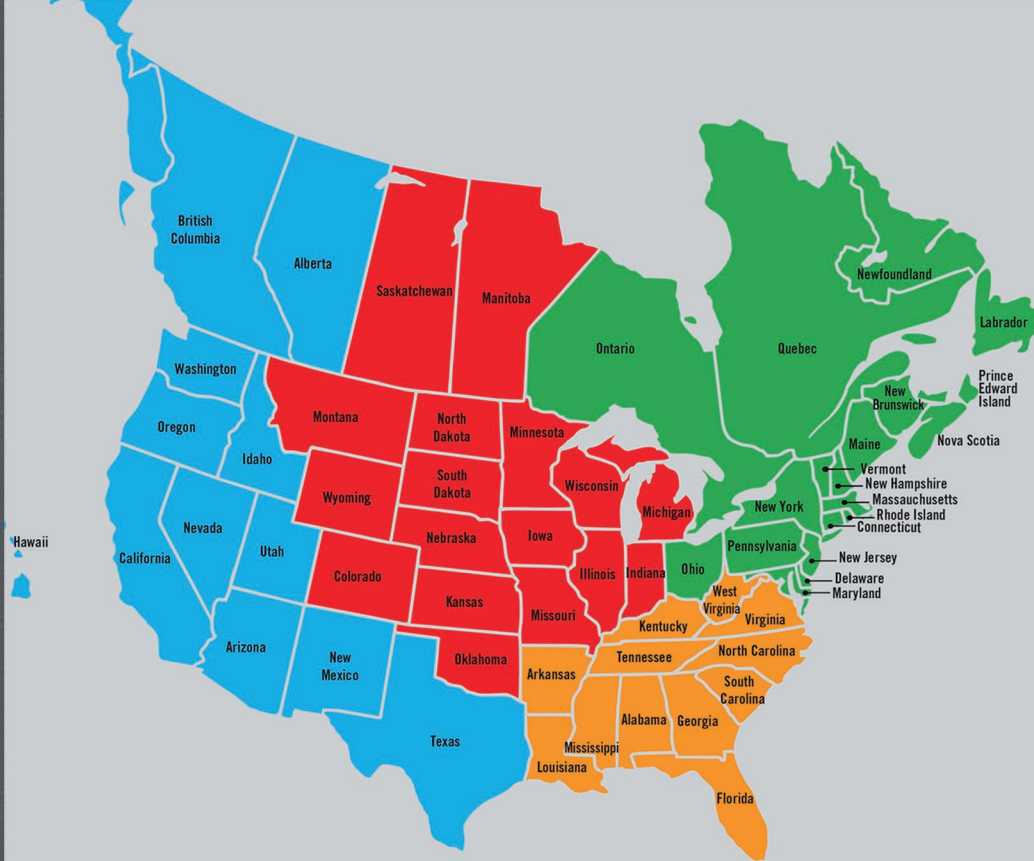 British
Columbia
Alberta
Saskatchewan
Manitoba
Ontario
Quebec
Newfoundland
Labrador
Prince
Edward
Island
New
Brunswick
Nova Scotia
Maine
Vermont
New Hampshire
Massauchusetts
Rhode Island
Connecticut
New York
Pennsylvania
New Jersey
Delaware
Maryland
Washington
Oregon
Idaho
Montana
North
Dakota
Minnesota
South
Dakota
Wisconsin
Michigan
Wyoming
Nebraska
Iowa
Nevada
Utah
California
Hawaii
Colorado
Kansas
Missouri
Illinois
Indiana
Ohio
West
Virginia
Virginia
Kentucky
Arizona
New
Mexico
Oklahoma
Arkansas
Tennessee
North Carolina
South
Carolina
Texas
Louisiana
Mississippi
Alabama
Georgia
Florida